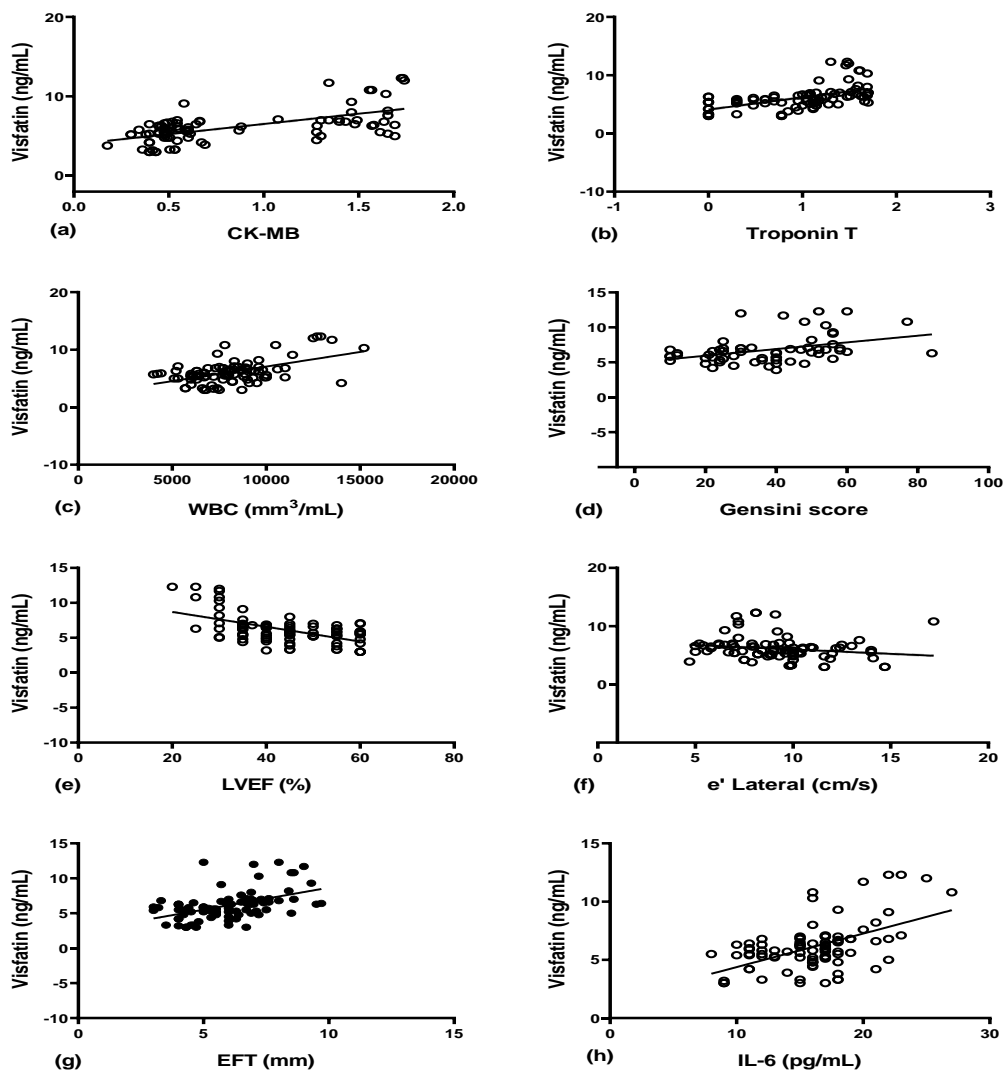 20
10
0
Visfatin (ng/mL)
0.0 0.5 1.0 1.5 2.0
(a) CK-MB
20
10
0
-10
Visfatin (ng/mL)
-1 0 1 2 3
(b) Troponin T
20
10
0
-10
Visfatin (ng/mL)
0 5000 10000 15000 20000
(c) WBC (mm³/mL)
15
10
5
0
-5
Visfatin (ng/mL)
0 20 40 60 80 100
(d) Gensini score
15
10
5
0
-5
-10
Visfatin (ng/mL)
0 20 40 60 80
(e) LVEF (%)
20
10
0
Visfatin (ng/mL)
0 5 10 15 20
(f) e' Lateral (cm/s)
15
10
5
0
-5
-10
Visfatin (ng/mL)
0 5 10 15
(g) EFT (mm)
15
10
5
0
Visfatin (ng/mL)
0 10 20 30
(h) IL-6 (pg/mL)